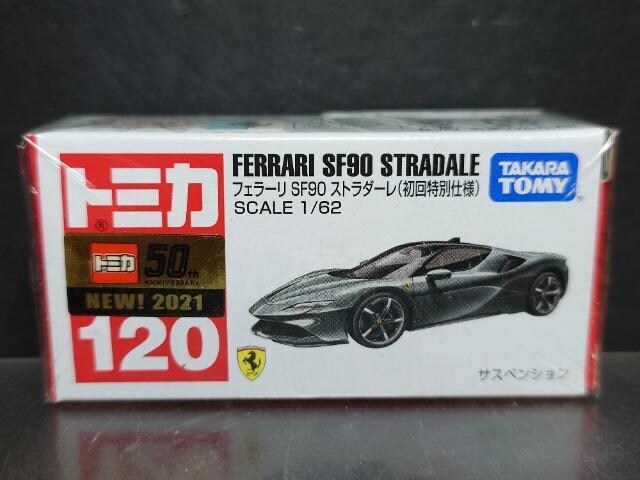 トミカ
®
トミカ 50th
ANNIVERSARY
NEW! 2021
120
FERRARI SF90 STRADALE
フェラーリ SF90 ストラダーレ(初回特別仕様)
SCALE 1/62
TAKARA
TOMY
サスペンション